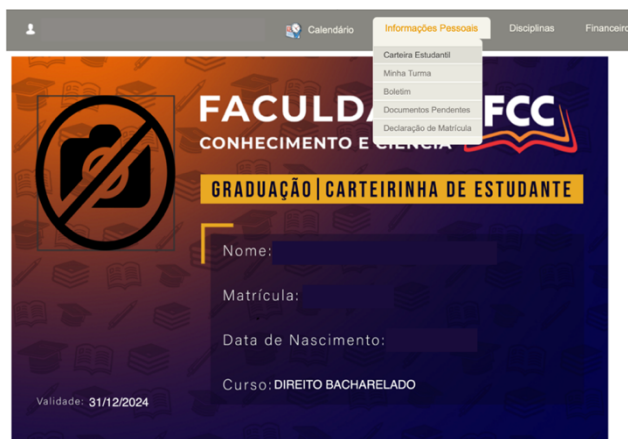 Calendário Informações Pessoais Disciplinas Financeiro
Carteira Estudantil
Minha Turma
Boletim
Documentos Pendentes
Declaração de Matrícula
FACULDA FCC
CONHECIMENTO E CIÊNCIA
GRADUAÇÃO|CARTEIRINHA DE ESTUDANTE
Nome:
Matrícula:
Data de Nascimento:
Curso: DIREITO BACHARELADO
Validade: 31/12/2024